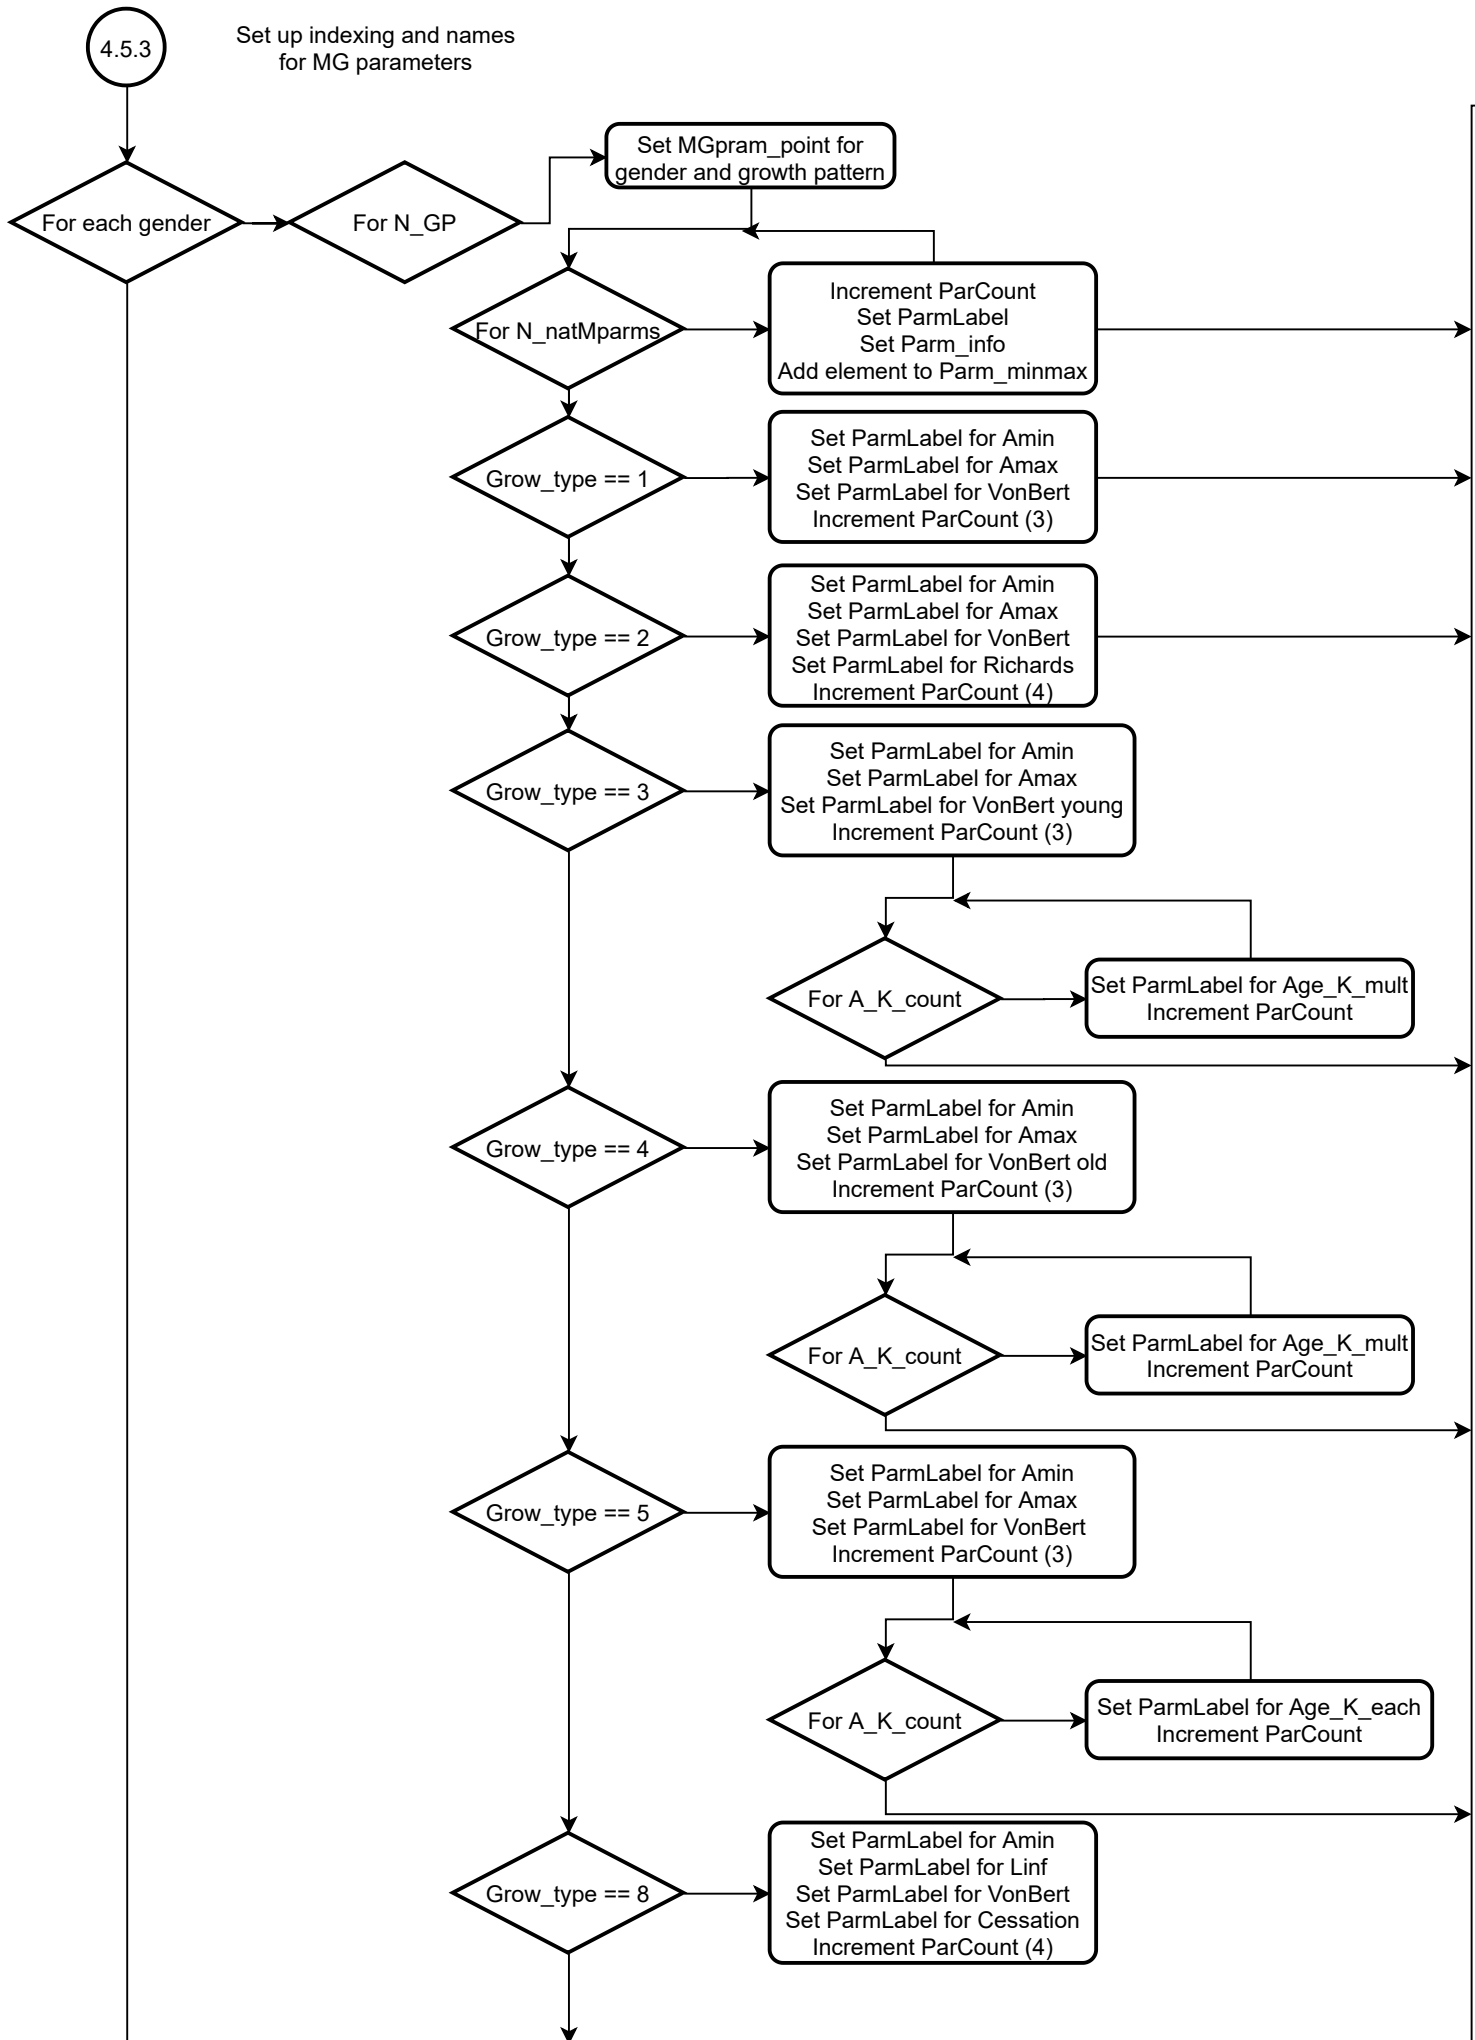 4.5.3
Set up indexing and names
for MG parameters
Set MGpram_point for
gender and growth pattern
For each gender
For N_GP
For N_natMparms
Increment ParCount
Set ParmLabel
Set Parm_info
Add element to Parm_minmax
Grow_type == 1
Set ParmLabel for Amin
Set ParmLabel for Amax
Set ParmLabel for VonBert
Increment ParCount (3)
Grow_type == 2
Set ParmLabel for Amin
Set ParmLabel for Amax
Set ParmLabel for VonBert
Set ParmLabel for Richards
Increment ParCount (4)
Grow_type == 3
Set ParmLabel for Amin
Set ParmLabel for Amax
Set ParmLabel for VonBert young
Increment ParCount (3)
For A_K_count
Set ParmLabel for Age_K_mult
Increment ParCount
Grow_type == 4
Set ParmLabel for Amin
Set ParmLabel for Amax
Set ParmLabel for VonBert old
Increment ParCount (3)
For A_K_count
Set ParmLabel for Age_K_mult
Increment ParCount
Grow_type == 5
Set ParmLabel for Amin
Set ParmLabel for Amax
Set ParmLabel for VonBert
Increment ParCount (3)
For A_K_count
Set ParmLabel for Age_K_each
Increment ParCount
Grow_type == 8
Set ParmLabel for Amin
Set ParmLabel for Linf
Set ParmLabel for VonBert
Set ParmLabel for Cessation
Increment ParCount (4)